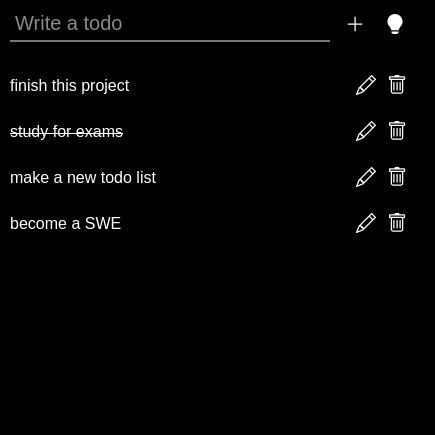 Write a todo
finish this project
study for exams
make a new todo list
become a SWE